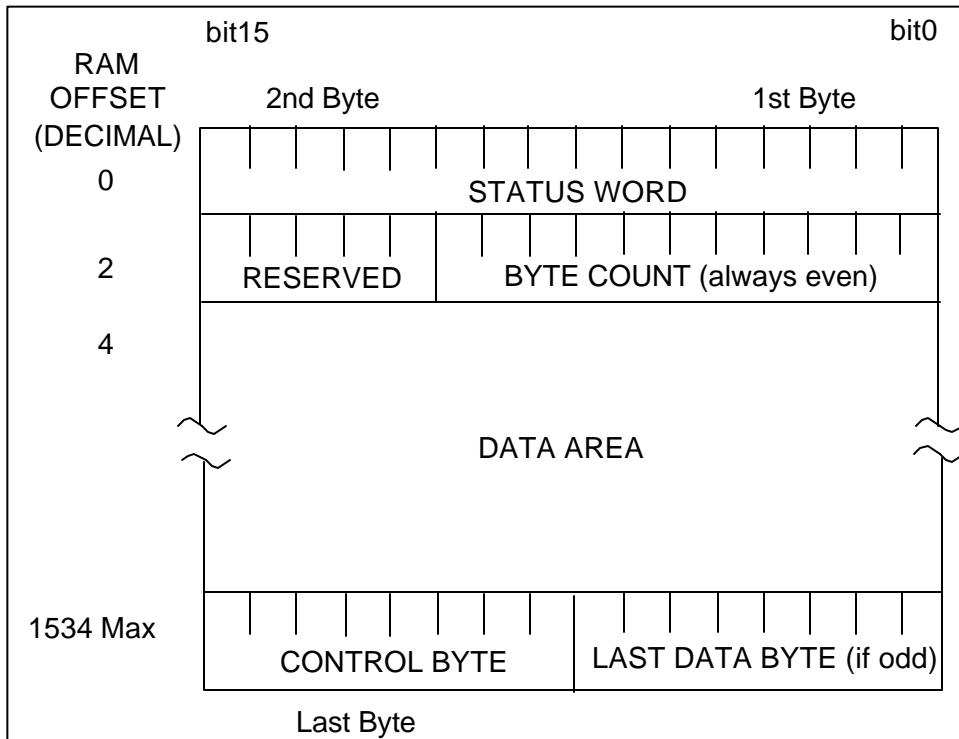 bit15 bit0
RAM
OFFSET
(DECIMAL)
2nd Byte 1st Byte
0 STATUS WORD
2 RESERVED BYTE COUNT (always even)
4
DATA AREA
1534 Max CONTROL BYTE LAST DATA BYTE (if odd)
Last Byte